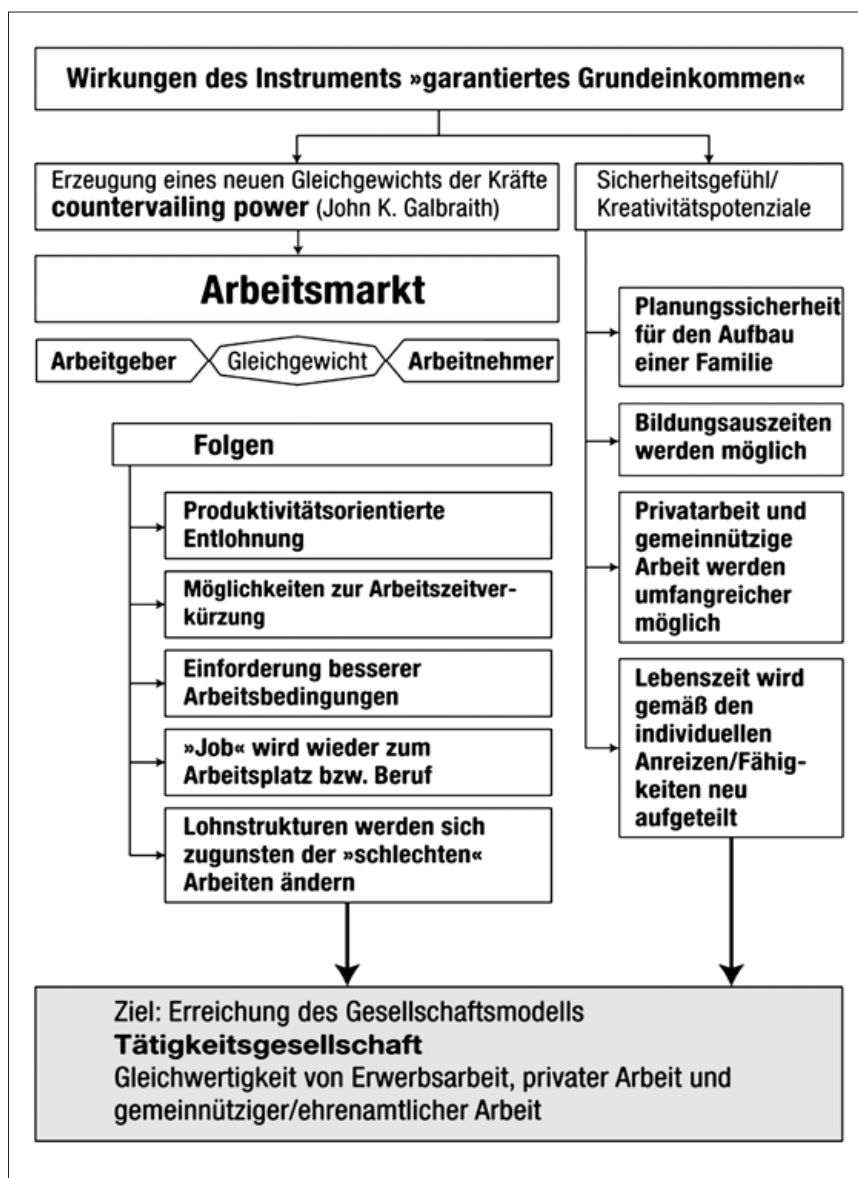 Wirkungen des Instruments »garantiertes Grundeinkommen«
Erzeugung eines neuen Gleichgewichts der Kräfte
countervailing power (John K. Galbraith)
Arbeitsmarkt
Arbeitgeber
Gleichgewicht
Arbeitnehmer
Folgen
Produktivitätsorientierte
Entlohnung
Möglichkeiten zur Arbeitszeitver-
kürzung
Einforderung besserer
Arbeitsbedingungen
»Job« wird wieder zum
Arbeitsplatz bzw. Beruf
Lohnstrukturen werden sich
zugunsten der »schlechten«
Arbeiten ändern
Sicherheitsgefühl/
Kreativitätspotenziale
Planungssicherheit
für den Aufbau
einer Familie
Bildungsauszeiten
werden möglich
Privatarbeit und
gemeinnützige
Arbeit werden
umfangreicher
möglich
Lebenszeit wird
gemäß den
individuellen
Anreizen/Fähig-
keiten neu
aufgeteilt
Ziel: Erreichung des Gesellschaftsmodells
Tätigkeitsgesellschaft
Gleichwertigkeit von Erwerbsarbeit, privater Arbeit und
gemeinnütziger/ehrenamtlicher Arbeit